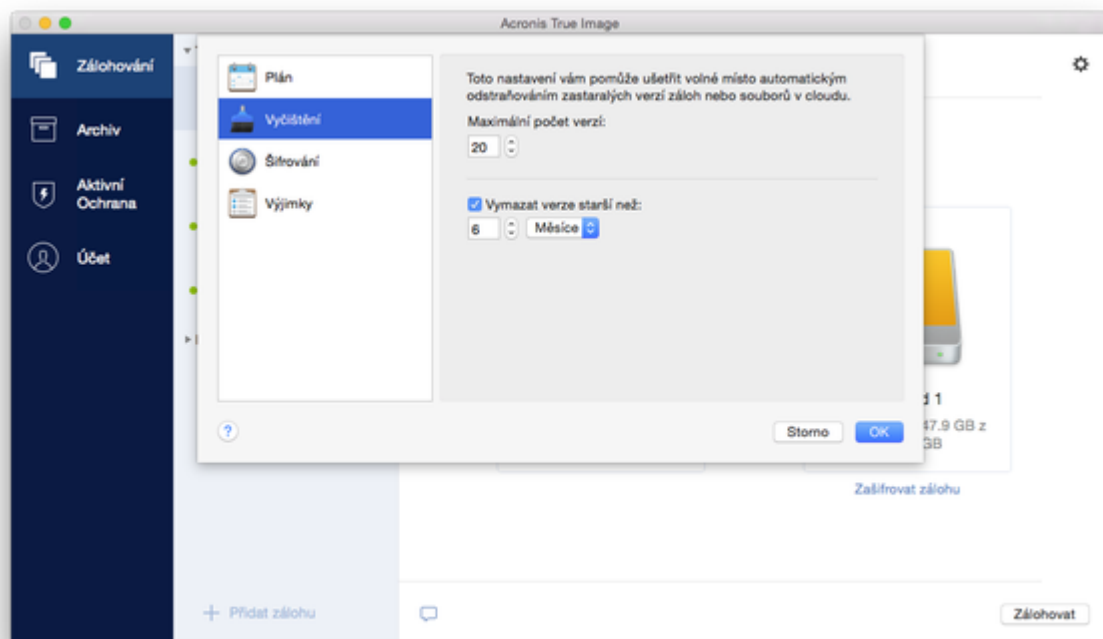 Acronis True Image
Zálohování
Archiv
Aktivní
Ochrana
Účet
Plán
Vyčištění
Šifrování
Výjimky
Toto nastavení vám pomůže ušetřit volné místo automatickým
odstraňováním zastaralých verzí záloh nebo souborů v cloudu.
Maximální počet verzí:
20
Vymazat verze starší než:
6 Měsíce
?
Storno OK
d 1
47.9 GB z
GB
Zašifrovat zálohu
+ Přidat zálohu
Zálohovat